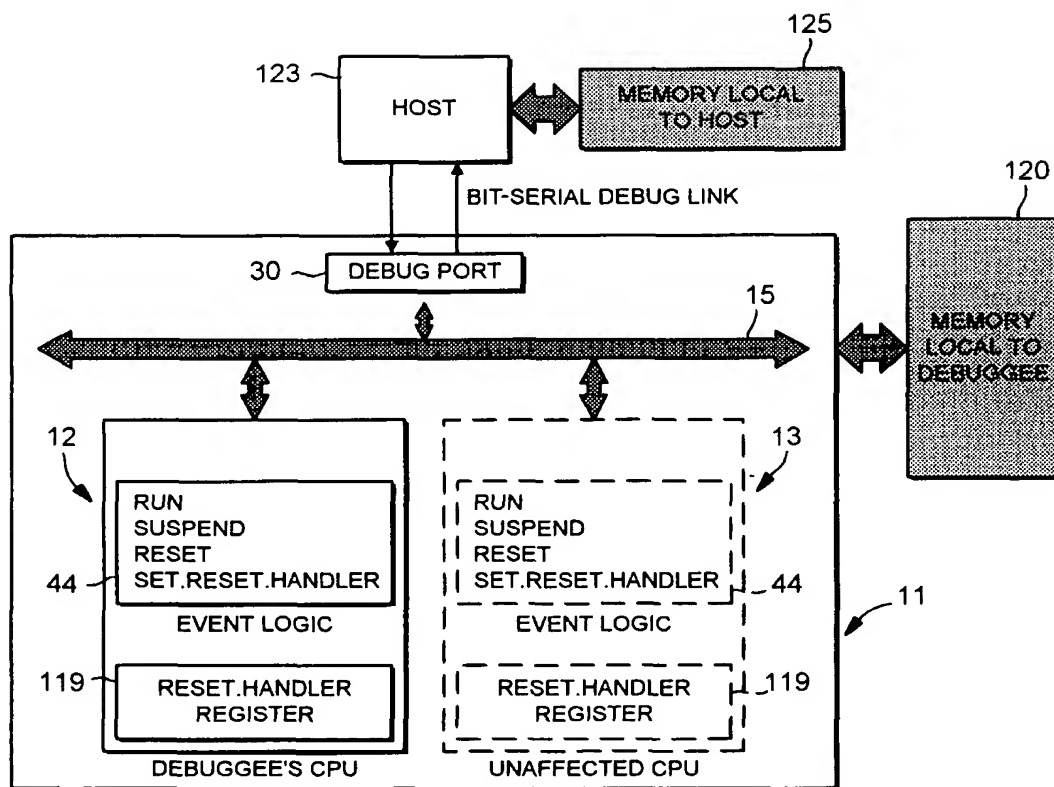 125
123
HOST
MEMORY LOCAL
TO HOST
120
BIT-SERIAL DEBUG LINK
30
DEBUG PORT
15
MEMORY
LOCAL TO
DEBUGGEE
12
13
RUN
SUSPEND
RESET
SET.RESET.HANDLER
44
EVENT LOGIC
RUN
SUSPEND
RESET
SET.RESET.HANDLER
44
EVENT LOGIC
11
119
RESET.HANDLER
REGISTER
RESET.HANDLER
REGISTER
119
DEBUGGEE'S CPU
UNAFFECTED CPU